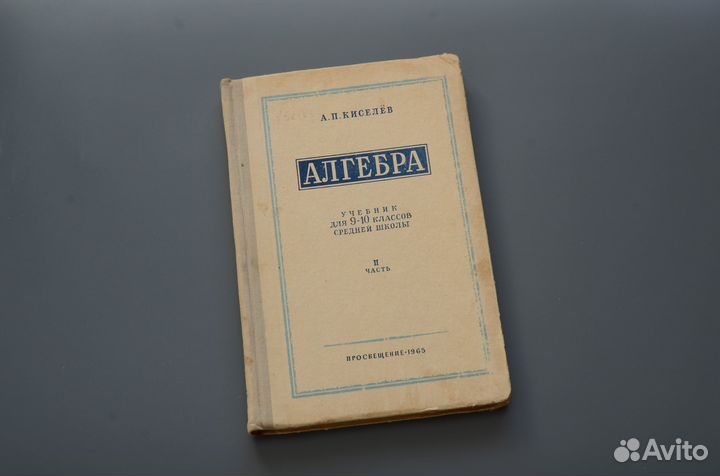 А.П.КИСЕЛЁВ
АЛГЕБРА
УЧЕБНИК
ДЛЯ 9-10 КЛАССОВ
СРЕДНЕЙ ШКОЛЫ
II
ЧАСТЬ
ПРОСВЕЩЕНИЕ·1965
Avito